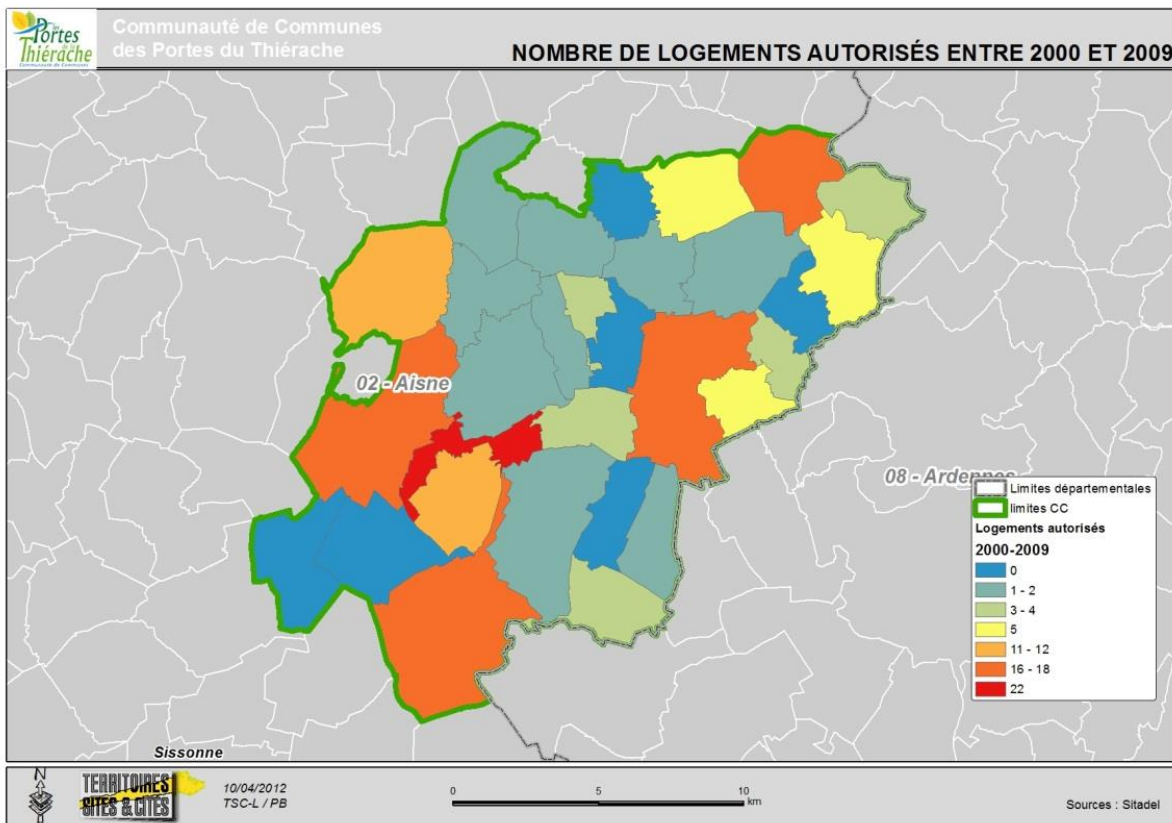 les
Portes
de la
Thiérache
Communauté de Communes
Communauté de Communes
des Portes du Thiérache
NOMBRE DE LOGEMENTS AUTORISÉS ENTRE 2000 ET 2009
02 - Aisne
08 - Ardennes
Limites départementales
limites CC
Logements autorisés
2000-2009
0
1 - 2
3 - 4
5
11 - 12
16 - 18
22
Sissonne
N
TERRITOIRES
SITES & CITÉS
10/04/2012
TSC-L / PB
0 5 10
km
Sources : Sitadel